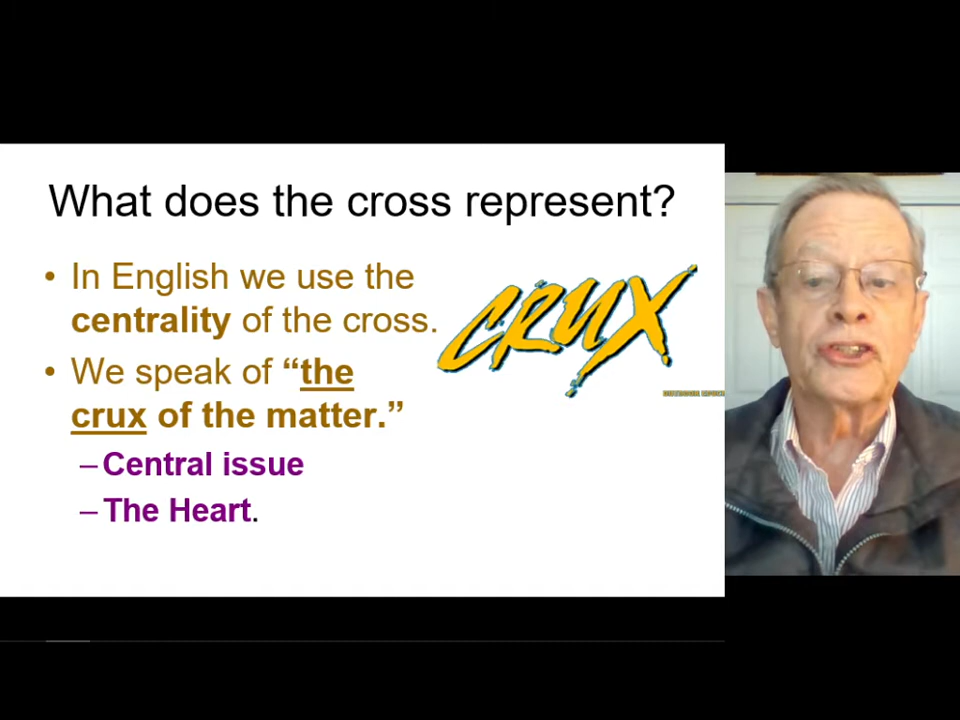 What does the cross represent?
• In English we use the
centrality of the cross.
• We speak of “the
crux of the matter.”
–Central issue
–The Heart.
CRUX